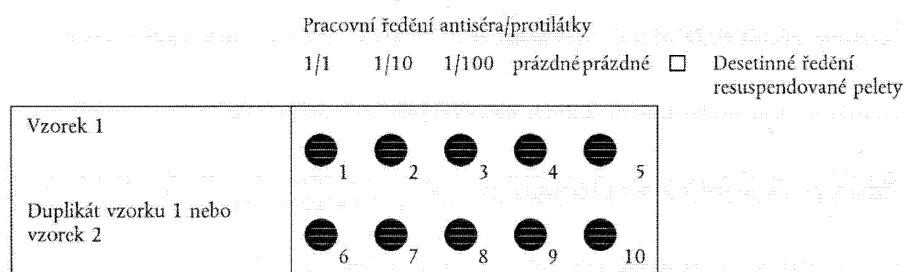 Pracovní ředění antiséra/protilátky
1/1 1/10 1/100 prázdné prázdné □ Desetinné ředění
resuspendované pelety
Vzorek 1
1 2 3 4 5
Duplikát vzorku 1 nebo
vzorek 2
6 7 8 9 10